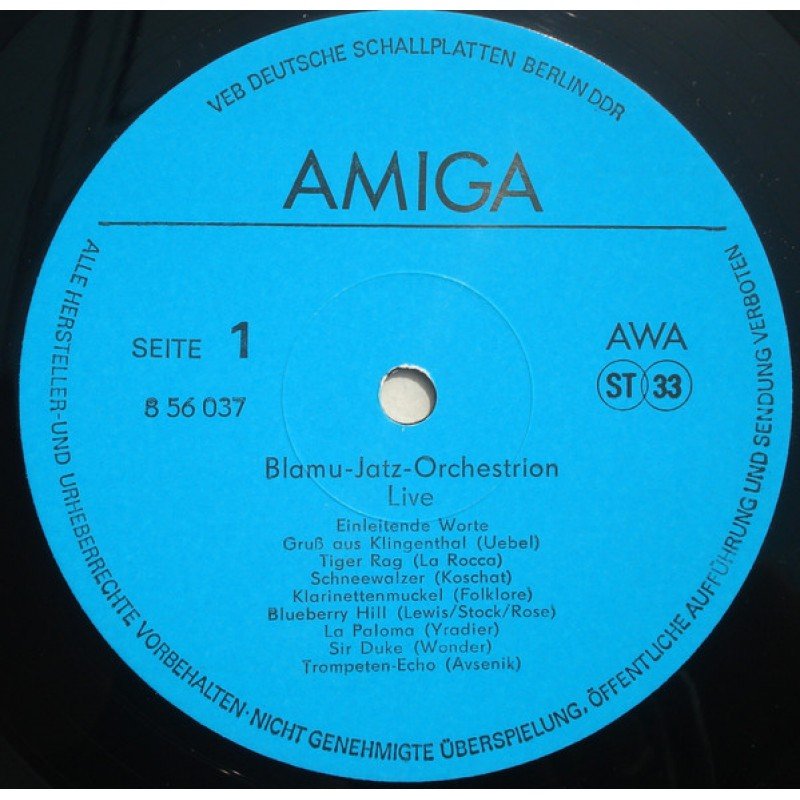 VEB DEUTSCHE SCHALLPLATTEN BERLIN DDR
AMIGA
SEITE 1
8 56 037
AWA
ST 33
Blamu-Jatz-Orchestrion
Live
Einleitende Worte
Gruß aus Klingenthal (Uebel)
Tiger Rag (La Rocca)
Schneewalzer (Koschat)
Klarinettenmuckel (Folklore)
Blueberry Hill (Lewis/Stock/Rose)
La Paloma (Yradier)
Sir Duke (Wonder)
Trompeten-Echo (Avsenik)
ALLE HERSTELLER-UND URHEBERRECHTE VORBEHALTEN·NICHT GENEHMIGTE ÜBERSPIELUNG, ÖFFENTLICHE AUFFÜHRUNG UND SENDUNG VERBOTEN